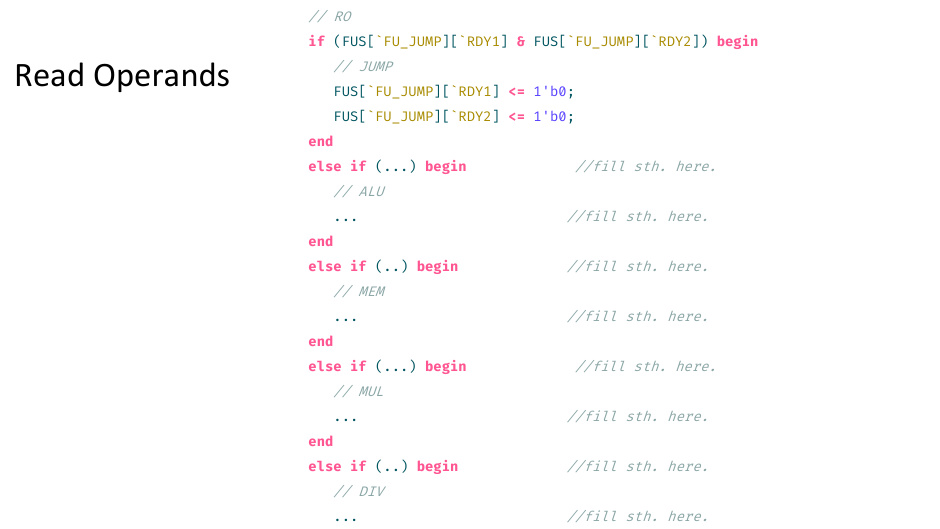 Read Operands
// RO
if (FUS[`FU_JUMP][`RDY1] & FUS[`FU_JUMP][`RDY2]) begin
// JUMP
FUS[`FU_JUMP][`RDY1] <= 1'b0;
FUS[`FU_JUMP][`RDY2] <= 1'b0;
end
else if (...) begin //fill sth. here.
// ALU
... //fill sth. here.
end
else if (..) begin //fill sth. here.
// MEM
... //fill sth. here.
end
else if (...) begin //fill sth. here.
// MUL
... //fill sth. here.
end
else if (..) begin //fill sth. here.
// DIV
... //fill sth. here.